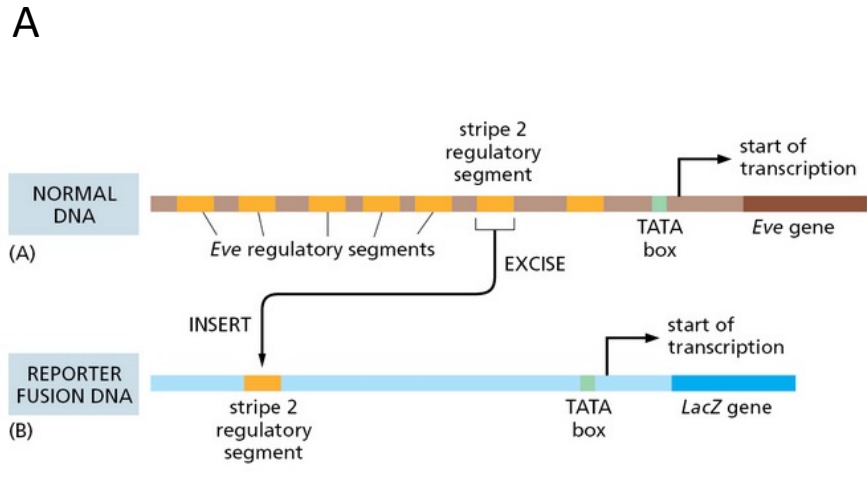 A
stripe 2
regulatory
segment
start of
transcription
NORMAL
DNA
(A)
Eve regulatory segments
TATA
box
Eve gene
EXCISE
INSERT
start of
transcription
REPORTER
FUSION DNA
(B)
stripe 2
regulatory
segment
TATA
box
LacZ gene